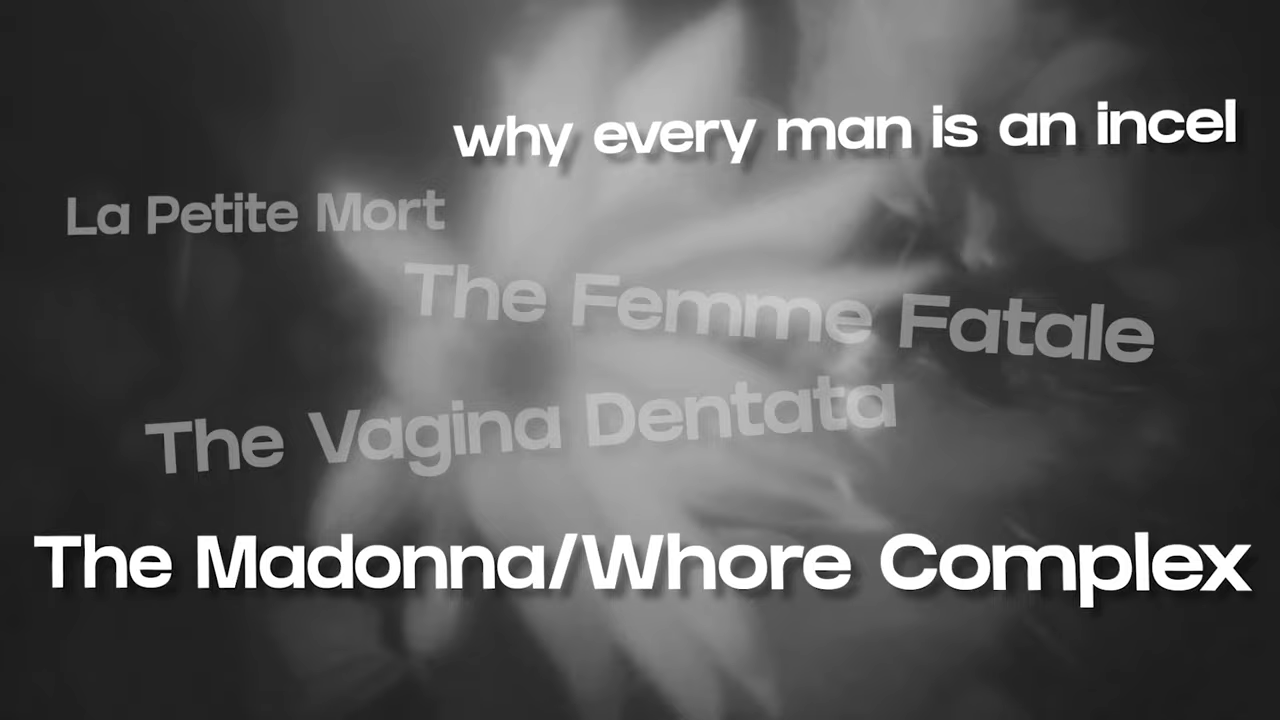 why every man is an incel
La Petite Mort
The Femme Fatale
The Vagina Dentata
The Madonna/Whore Complex